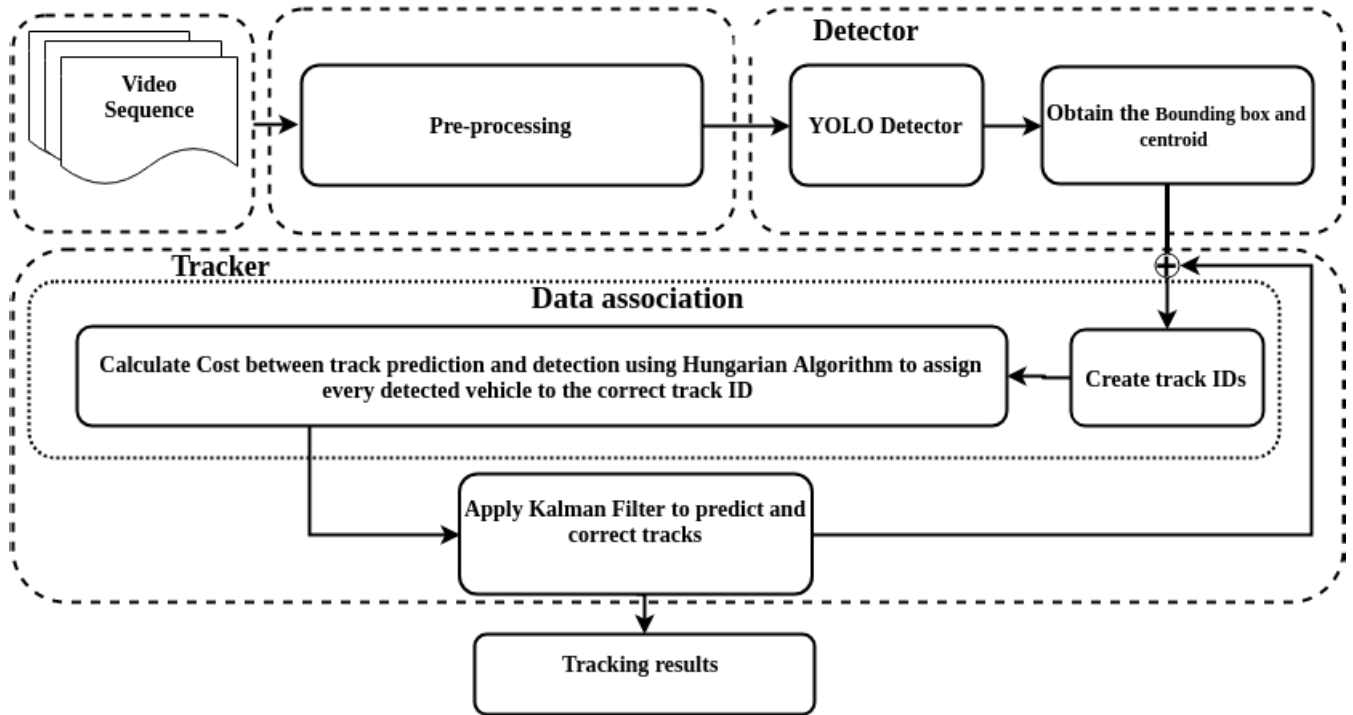 Detector
Video
Sequence
Pre-processing
YOLO Detector
Obtain the Bounding box and
centroid
Tracker
Data association
Calculate Cost between track prediction and detection using Hungarian Algorithm to assign
every detected vehicle to the correct track ID
Create track IDs
Apply Kalman Filter to predict and
correct tracks
Tracking results